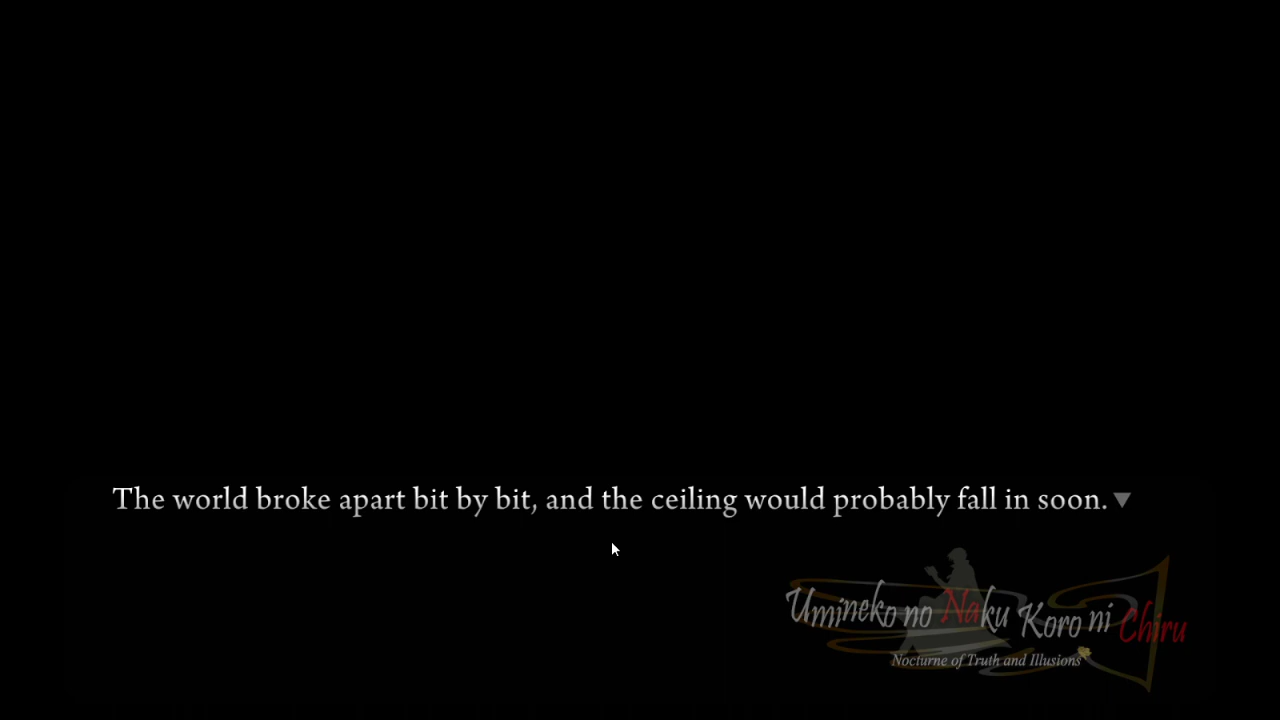 The world broke apart bit by bit, and the ceiling would probably fall in soon.
Umineko no Naku Koro ni Chiru
Nocturne of Truth and Illusions